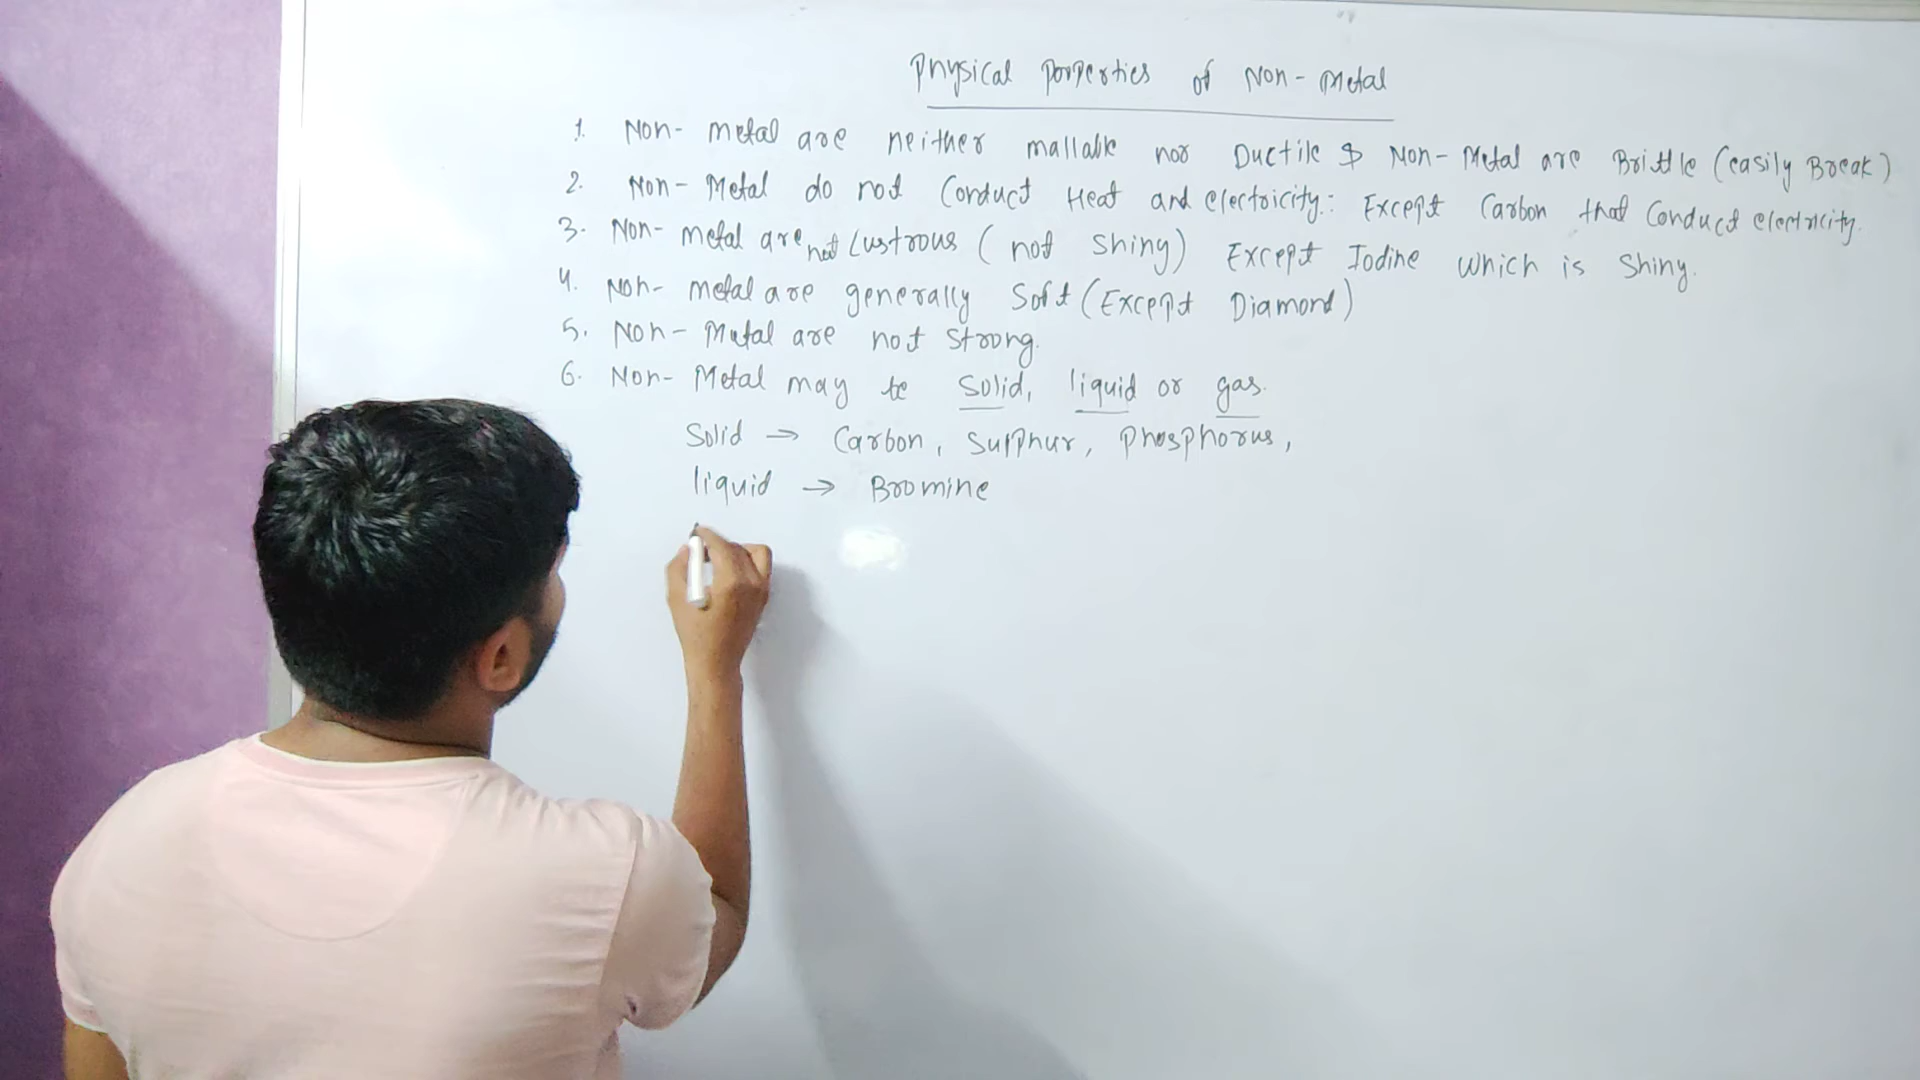 Physical Poroperties of Non-Metal
1. Non-metal are neither mallable nor Ductile & Non-Metal are Brittle (easily Break)
2. Non-Metal do not Conduct Heat and electricity: Except Carbon that Conduct electricity.
3. Non-metal are not Lustrous (not Shiny) Except Iodine which is Shiny.
4. Non-metal are generally Soft (Except Diamond)
5. Non-Metal are not strong.
6. Non-Metal may be Solid, liquid or gas.
Solid → Carbon, Sulphur, Phosphorus,
liquid → Bromine